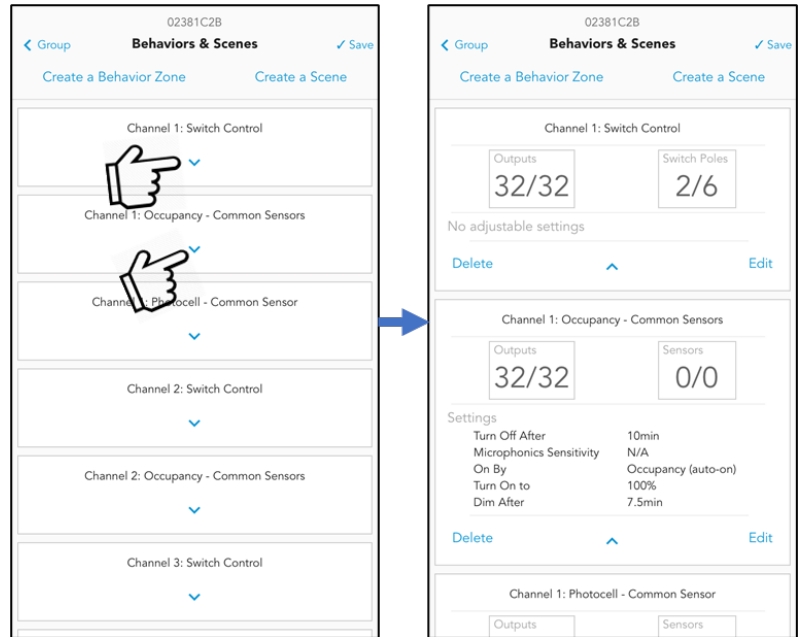 02381C2B
Group
Behaviors & Scenes
✓ Save
Create a Behavior Zone
Create a Scene
Channel 1: Switch Control
Channel 1: Occupancy - Common Sensors
Channel 1: Photocell - Common Sensor
Channel 2: Switch Control
Channel 2: Occupancy - Common Sensors
Channel 3: Switch Control
02381C2B
Group
Behaviors & Scenes
✓ Save
Create a Behavior Zone
Create a Scene
Channel 1: Switch Control
Outputs
32/32
Switch Poles
2/6
No adjustable settings
Delete
Edit
Channel 1: Occupancy - Common Sensors
Outputs
32/32
Sensors
0/0
Settings
Turn Off After 10min
Microphonics Sensitivity N/A
On By Occupancy (auto-on)
Turn On to 100%
Dim After 7.5min
Delete
Edit
Channel 1: Photocell - Common Sensor
Outputs
Sensors